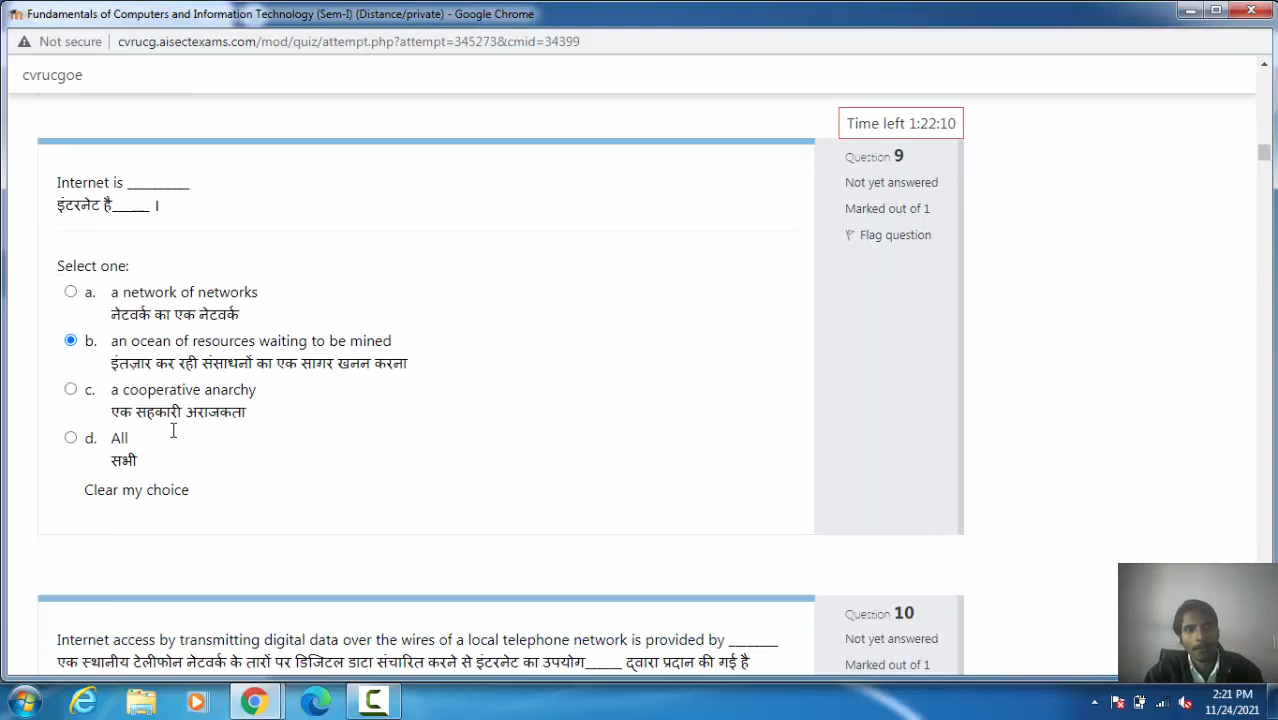 Fundamentals of Computers and Information Technology (Sem-I) (Distance/private) - Google Chrome
Not secure | cvrucg.aisectexams.com/mod/quiz/attempt.php?attempt=345273&cmid=34399
cvrucgoe
Time left 1:22:10
Internet is __________
इंटरनेट है______ ।
Question 9
Not yet answered
Marked out of 1
Flag question
Select one:
a. a network of networks
नेटवर्क का एक नेटवर्क
b. an ocean of resources waiting to be mined
इंतज़ार कर रही संसाधनों का एक सागर खनन करना
c. a cooperative anarchy
एक सहकारी अराजकता
d. All
सभी
Clear my choice
Internet access by transmitting digital data over the wires of a local telephone network is provided by ________
एक स्थानीय टेलीफोन नेटवर्क के तारों पर डिजिटल डाटा संचारित करने से इंटरनेट का उपयोग______ द्वारा प्रदान की गई है
Question 10
Not yet answered
Marked out of 1
2:21 PM
11/24/2021